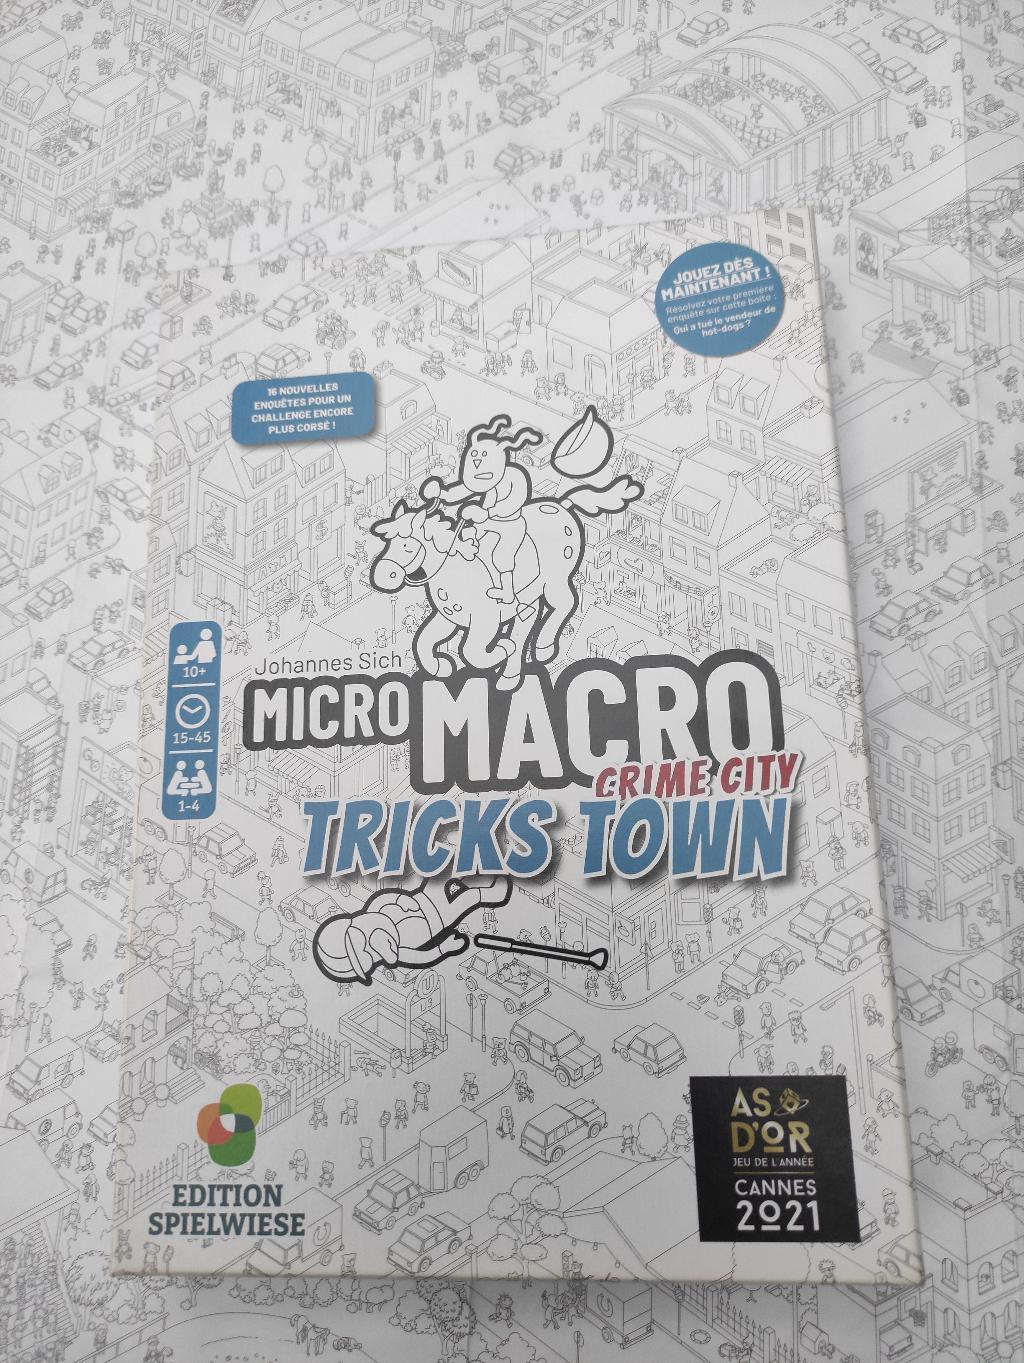 JOUEZ DÈS
MAINTENANT !
Résolvez votre première
enquête sur cette boite :
Qui a tué le vendeur de
hot-dogs ?
16 NOUVELLES
ENQUÊTES POUR UN
CHALLENGE ENCORE
PLUS CORSÉ !
10+
15-45
1-4
Johannes Sich
MICRO MACRO
CRIME CITY
TRICKS TOWN
EDITION
SPIELWIESE
AS
D'OR
JEU DE L'ANNÉE
CANNES
2021